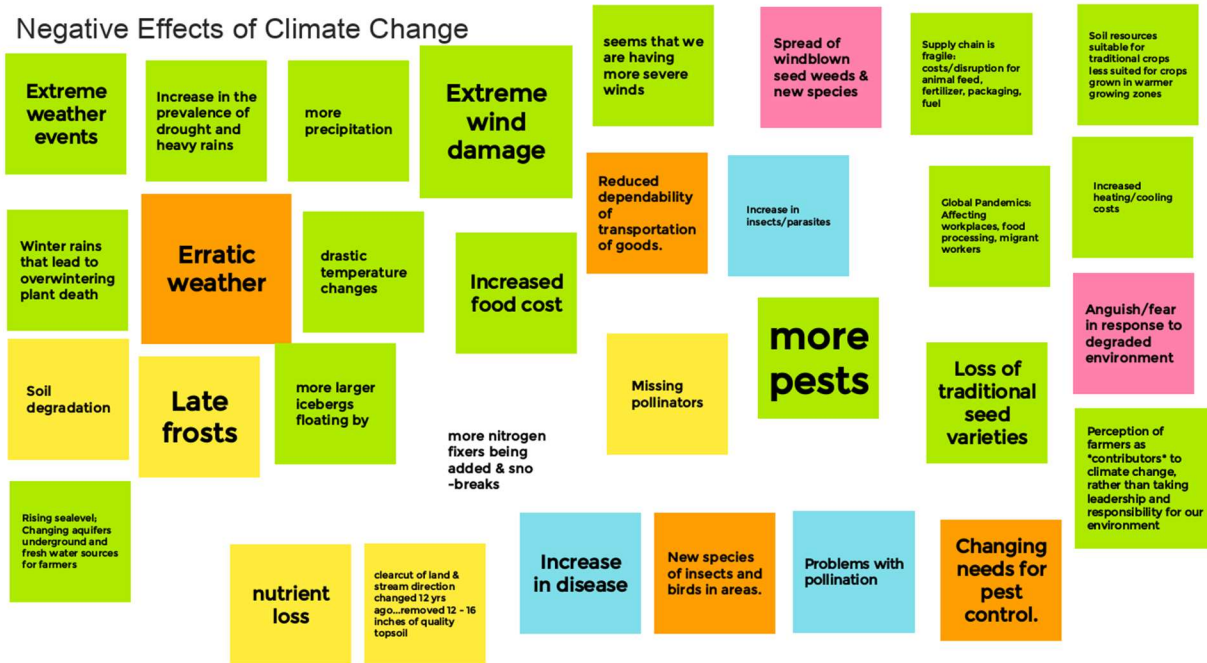 Negative Effects of Climate Change
Extreme
weather
events
Increase in the
prevalence of
drought and
heavy rains
more
precipitation
Extreme
wind
damage
seems that we
are having
more severe
winds
Spread of
windblown
seed weeds &
new species
Supply chain is
fragile:
costs/disruption for
animal feed,
fertilizer, packaging,
fuel
Soil resources
suitable for
traditional crops
less suited for crops
grown in warmer
growing zones
Winter rains
that lead to
overwintering
plant death
Erratic
weather
drastic
temperature
changes
Increased
food cost
Reduced
dependability
of
transportation
of goods.
Increase in
insects/parasites
Global Pandemics:
Affecting
workplaces, food
processing, migrant
workers
Increased
heating/cooling
costs
Soil
degradation
Late
frosts
more larger
icebergs
floating by
more nitrogen
fixers being
added & sno
-breaks
Missing
pollinators
more
pests
Loss of
traditional
seed
varieties
Anguish/fear
in response to
degraded
environment
Perception of
farmers as
"contributors" to
climate change,
rather than taking
leadership and
responsibility for our
environment
Rising sealevel;
Changing aquifers
underground and
fresh water sources
for farmers
nutrient
loss
clearcut of land &
stream direction
changed 12 yrs
ago...removed 12 - 16
inches of quality
topsoil
Increase
in disease
New species
of insects and
birds in areas.
Problems with
pollination
Changing
needs for
pest
control.